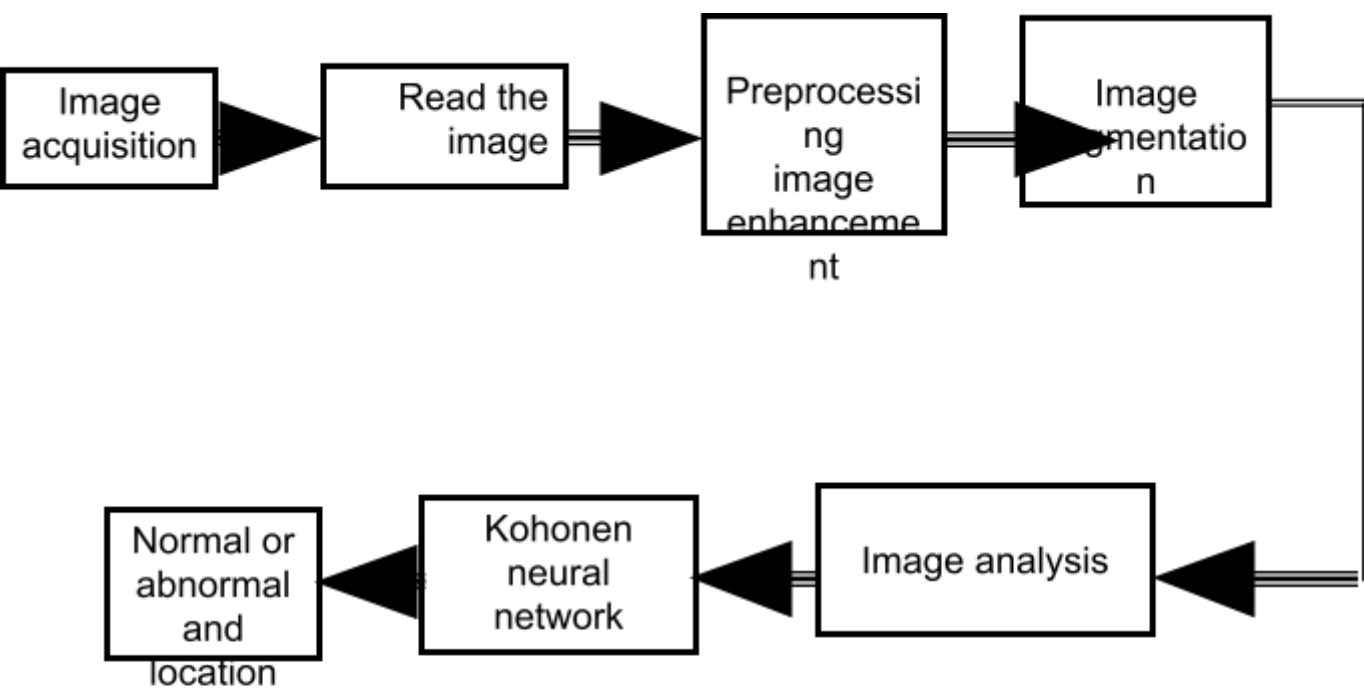 Image
acquisition
Read the
image
Preprocessi
ng
image
enhanceme
nt
Image
gmentatio
n
Image analysis
Kohonen
neural
network
Normal or
abnormal
and
location